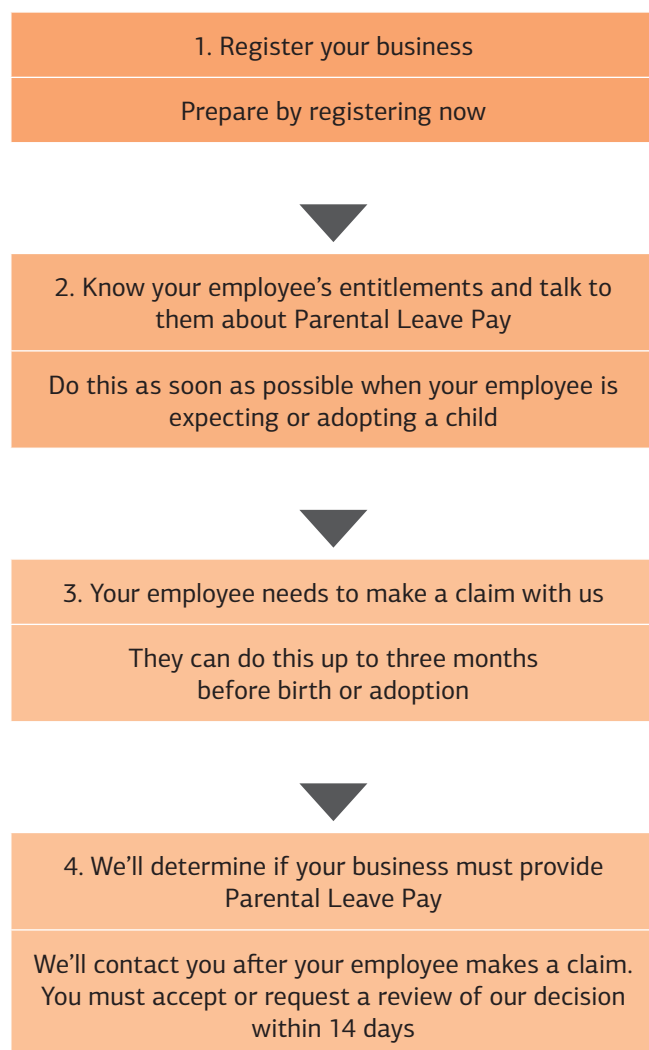 1. Register your business
Prepare by registering now
2. Know your employee’s entitlements and talk to
them about Parental Leave Pay
Do this as soon as possible when your employee is
expecting or adopting a child
3. Your employee needs to make a claim with us
They can do this up to three months
before birth or adoption
4. We’ll determine if your business must provide
Parental Leave Pay
We’ll contact you after your employee makes a claim.
You must accept or request a review of our decision
within 14 days